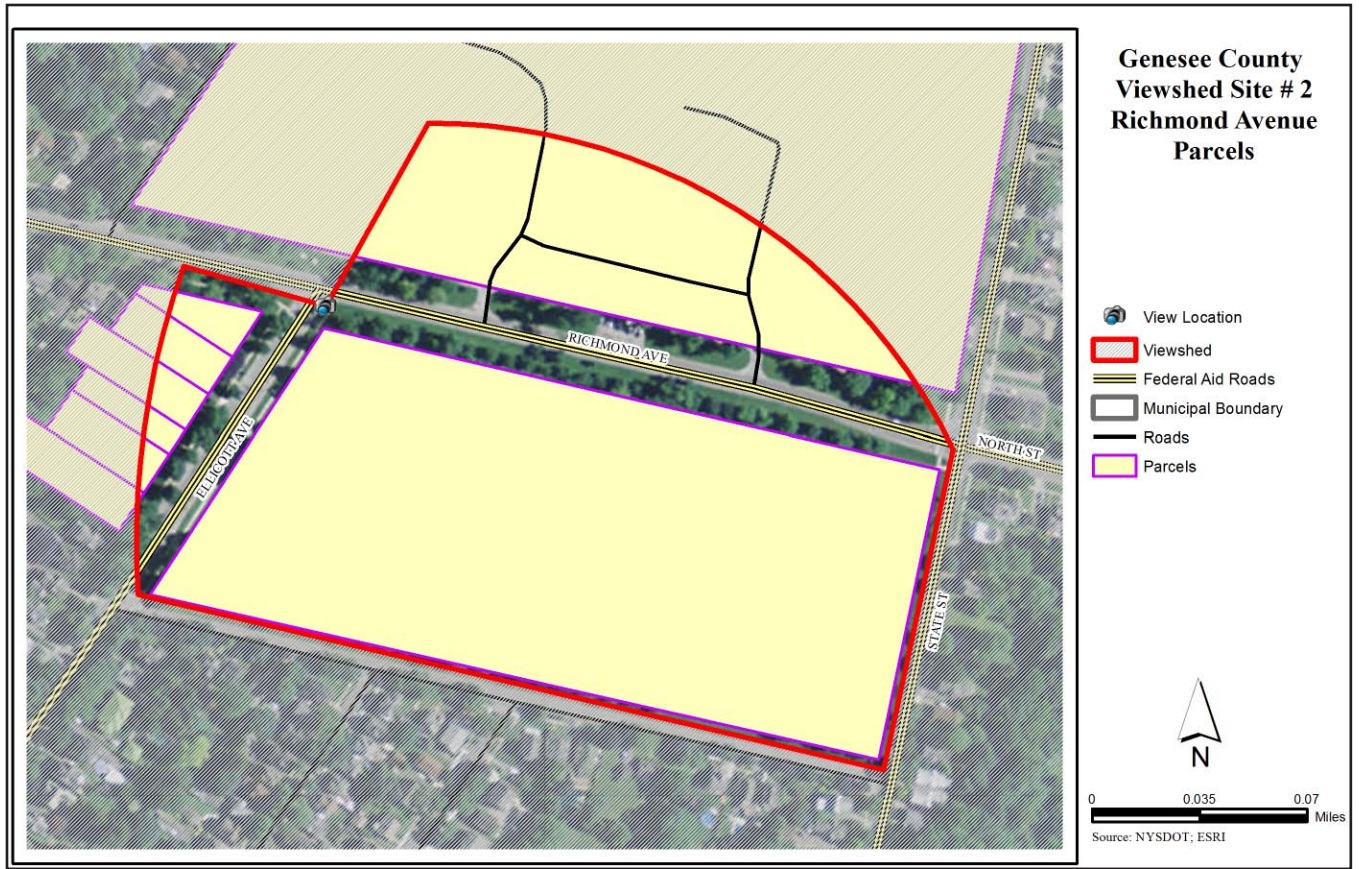 Genesee County
Viewshed Site # 2
Richmond Avenue
Parcels
RICHMOND AVE
NORTH ST
ELLICOTT AVE
STATE ST
View Location
Viewshed
Federal Aid Roads
Municipal Boundary
Roads
Parcels
N
0 0.035 0.07
Miles
Source: NYSDOT; ESRI